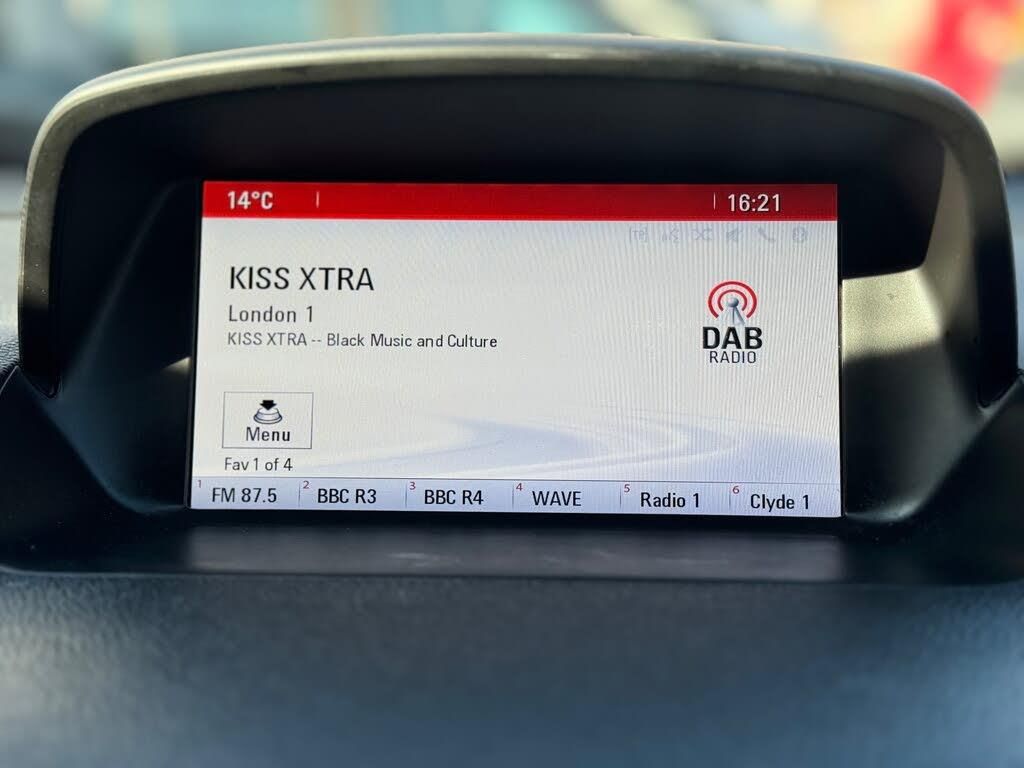 14°C 16:21
TP
KISS XTRA
London 1
KISS XTRA -- Black Music and Culture
DAB
RADIO
Menu
Fav 1 of 4
1 FM 87.5 2 BBC R3 3 BBC R4 4 WAVE 5 Radio 1 6 Clyde 1